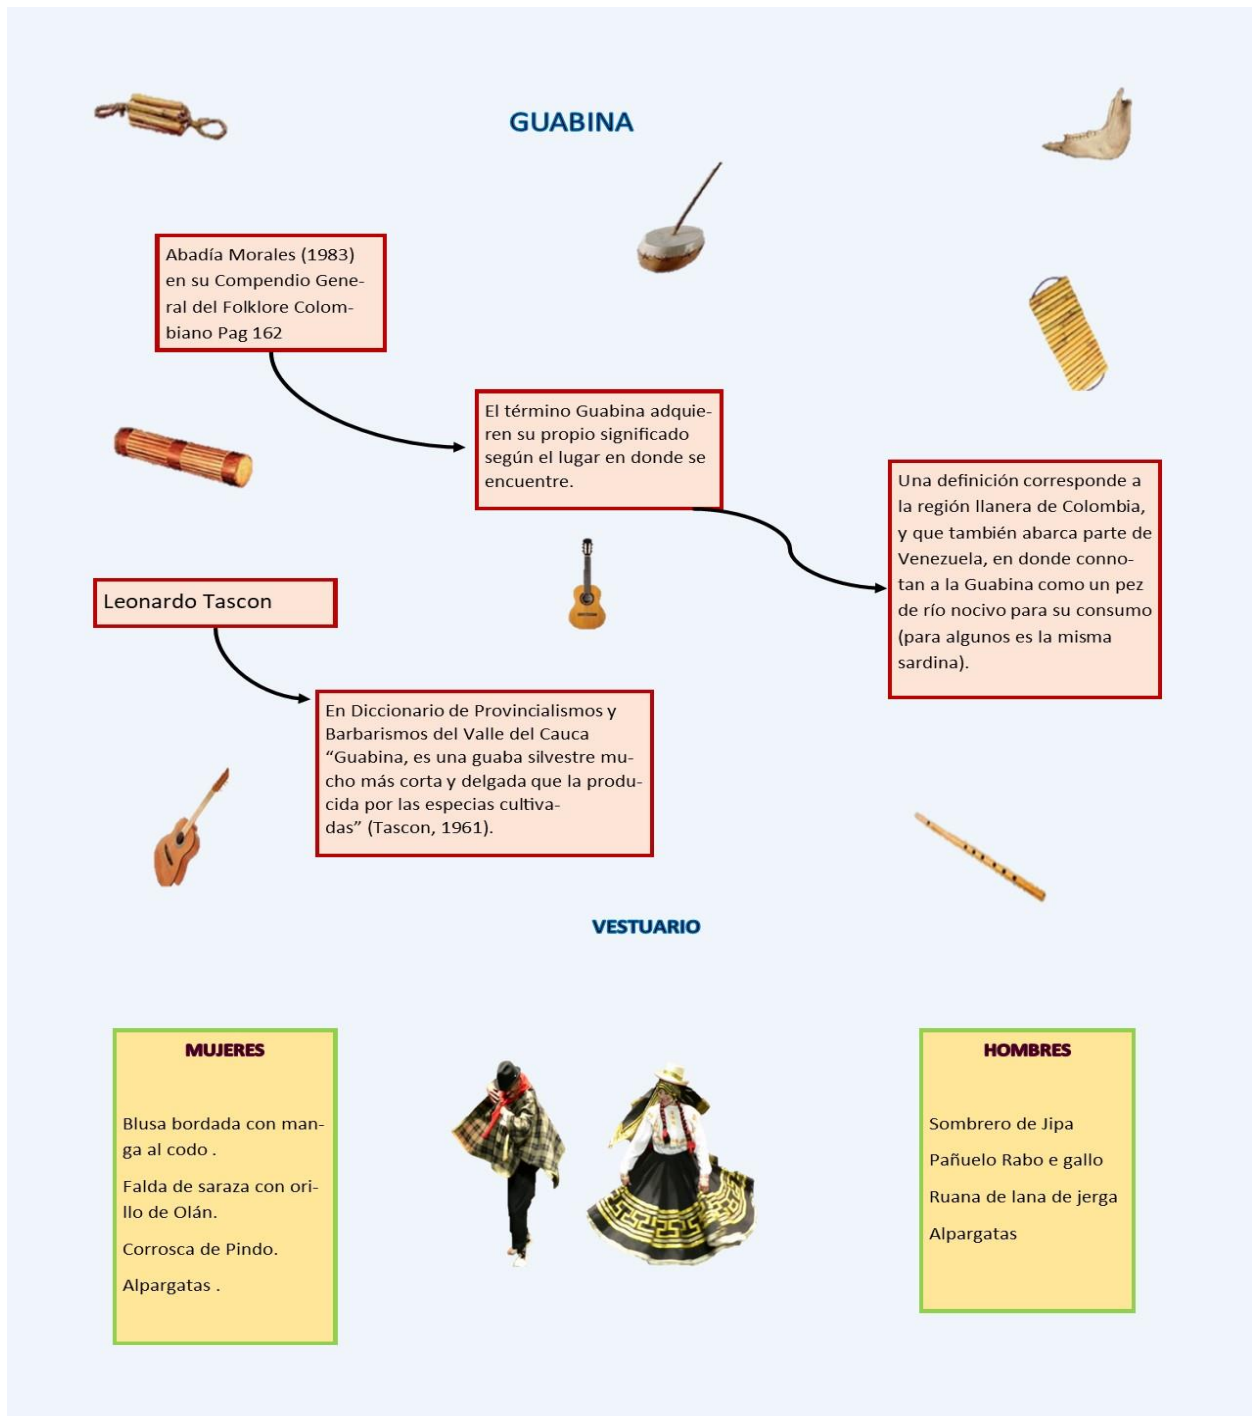 GUABINA
Abadía Morales (1983)
en su Compendio Gene-
ral del Folklore Colom-
biano Pag 162
El término Guabina adquie-
ren su propio significado
según el lugar en donde se
encuentre.
Una definición corresponde a
la región llanera de Colombia,
y que también abarca parte de
Venezuela, en donde conno-
tan a la Guabina como un pez
de río nocivo para su consumo
(para algunos es la misma
sardina).
Leonardo Tascon
En Diccionario de Provincialismos y
Barbarismos del Valle del Cauca
“Guabina, es una guaba silvestre mu-
cho más corta y delgada que la produ-
cida por las especias cultiva-
das” (Tascon, 1961).
VESTUARIO
MUJERES
Blusa bordada con man-
ga al codo .
Falda de saraza con ori-
llo de Olán.
Corrosca de Pindo.
Alpargatas .
HOMBRES
Sombrero de Jipa
Pañuelo Rabo e gallo
Ruana de lana de jerga
Alpargatas